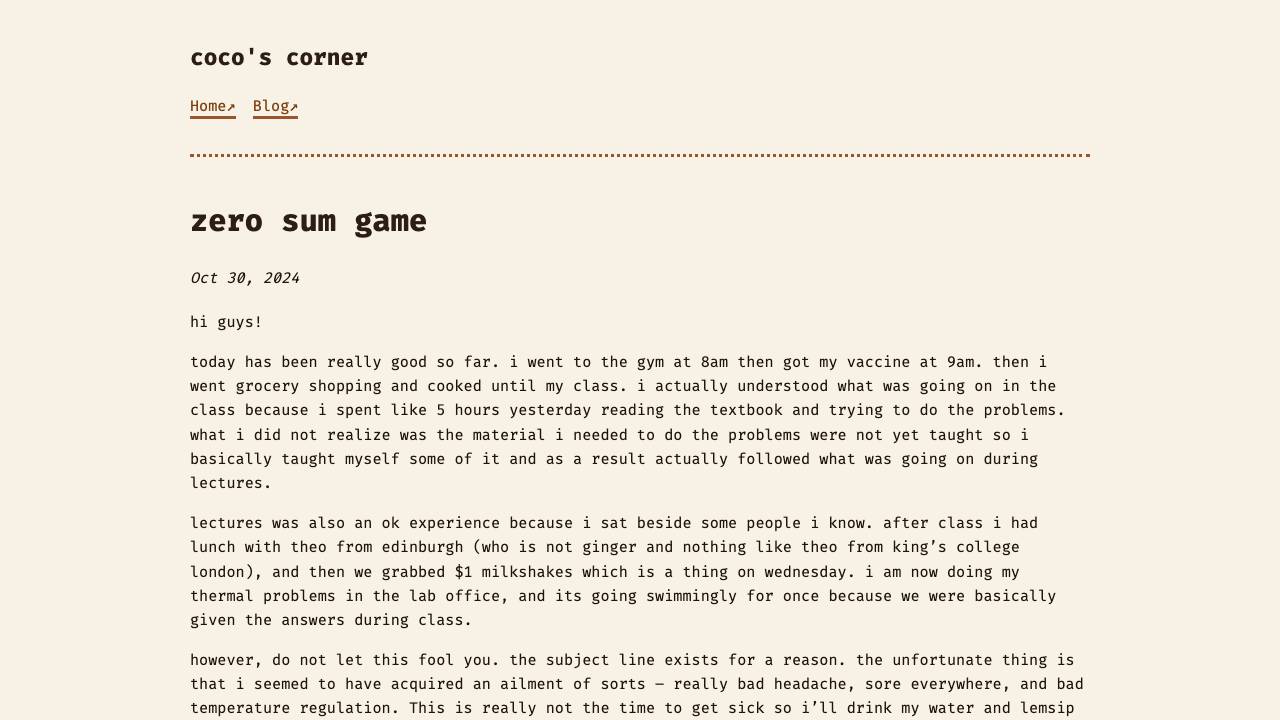 coco's corner
Home↗ Blog↗
zero sum game
Oct 30, 2024
hi guys!
today has been really good so far. i went to the gym at 8am then got my vaccine at 9am. then i
went grocery shopping and cooked until my class. i actually understood what was going on in the
class because i spent like 5 hours yesterday reading the textbook and trying to do the problems.
what i did not realize was the material i needed to do the problems were not yet taught so i
basically taught myself some of it and as a result actually followed what was going on during
lectures.
lectures was also an ok experience because i sat beside some people i know. after class i had
lunch with theo from edinburgh (who is not ginger and nothing like theo from king’s college
london), and then we grabbed $1 milkshakes which is a thing on wednesday. i am now doing my
thermal problems in the lab office, and its going swimmingly for once because we were basically
given the answers during class.
however, do not let this fool you. the subject line exists for a reason. the unfortunate thing is
that i seemed to have acquired an ailment of sorts – really bad headache, sore everywhere, and bad
temperature regulation. This is really not the time to get sick so i’ll drink my water and lemsip